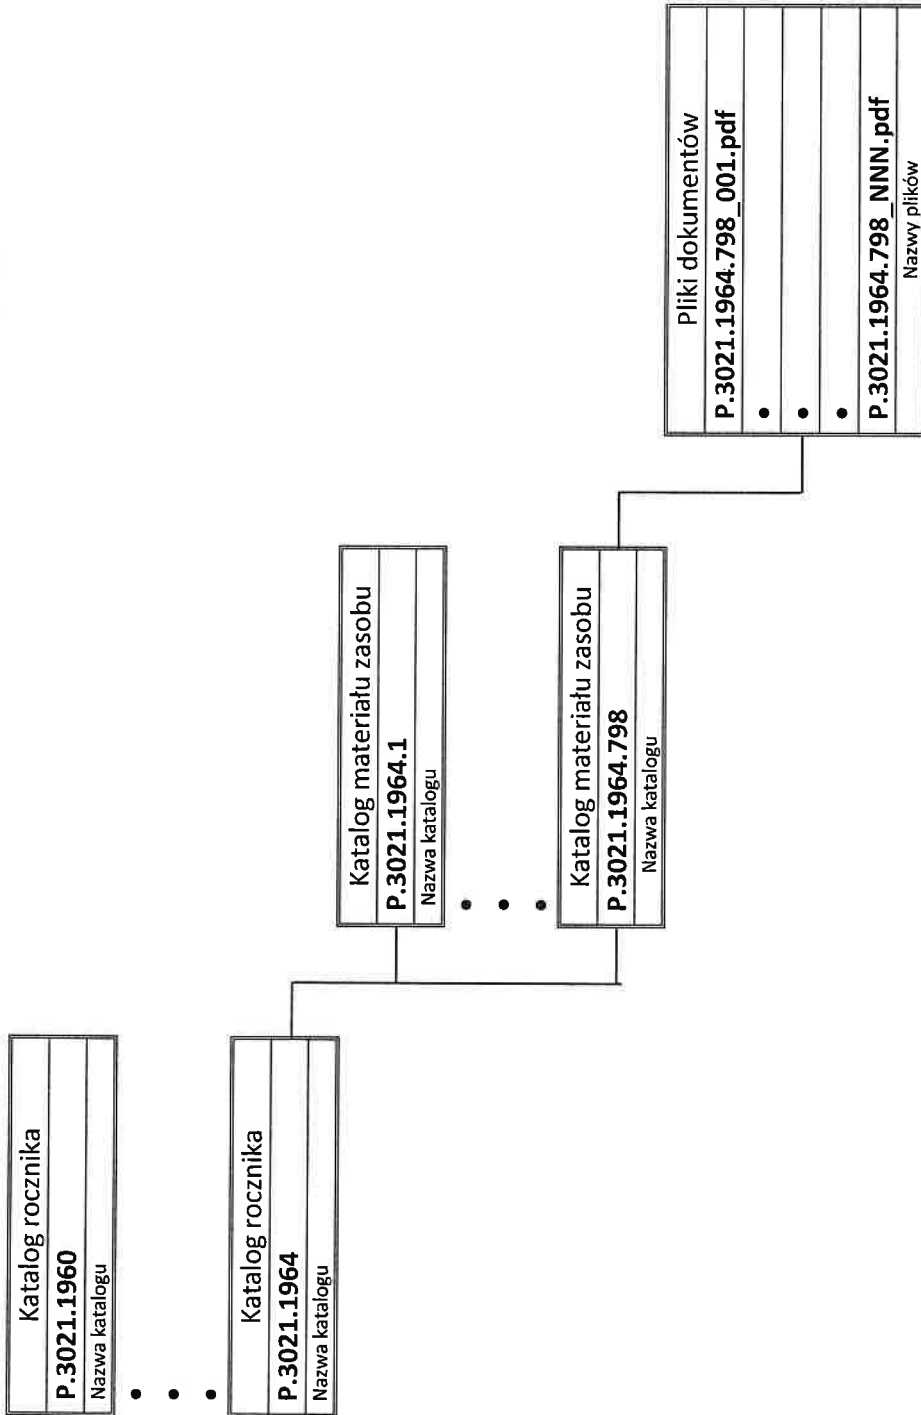 Katalog rocznika
P.3021.1960
Nazwa katalogu
•
•
•
Katalog rocznika
P.3021.1964
Nazwa katalogu
Katalog materiału zasobu
P.3021.1964.1
Nazwa katalogu
•
•
•
Katalog materiału zasobu
P.3021.1964.798
Nazwa katalogu
Pliki dokumentów
P.3021.1964.798_001.pdf
•
•
•
P.3021.1964.798_NNN.pdf
Nazwy plików